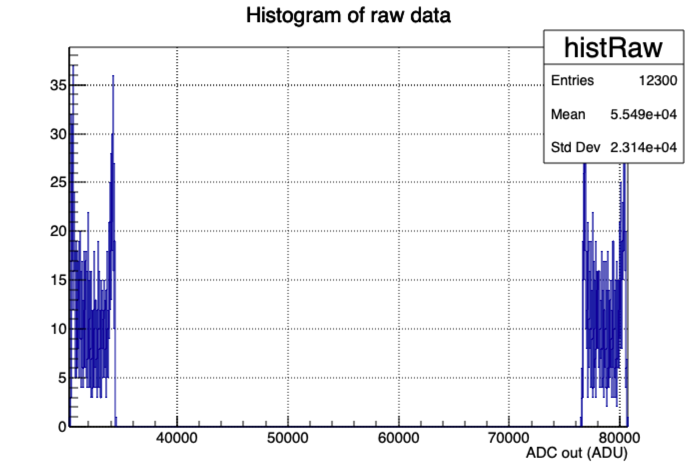 Histogram of raw data
histRaw
Entries 12300
Mean 5.549e+04
Std Dev 2.314e+04
35
30
25
20
15
10
5
0
40000 50000 60000 70000 80000
ADC out (ADU)